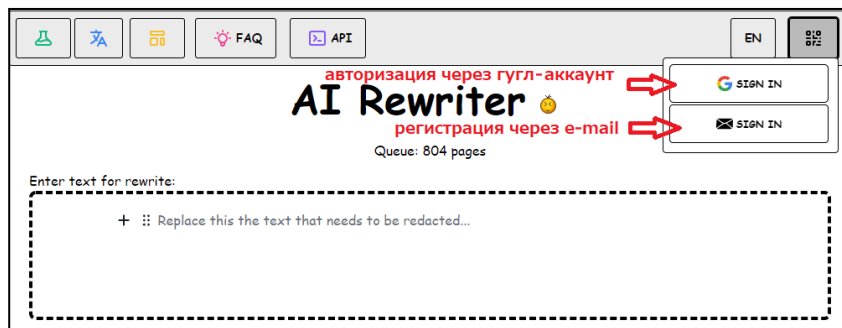 FAQ
API
EN
авторизация через гугл-аккаунт
SIGN IN
AI Rewriter
регистрация через e-mail
SIGN IN
Queue: 804 pages
Enter text for rewrite:
Replace this the text that needs to be redacted...